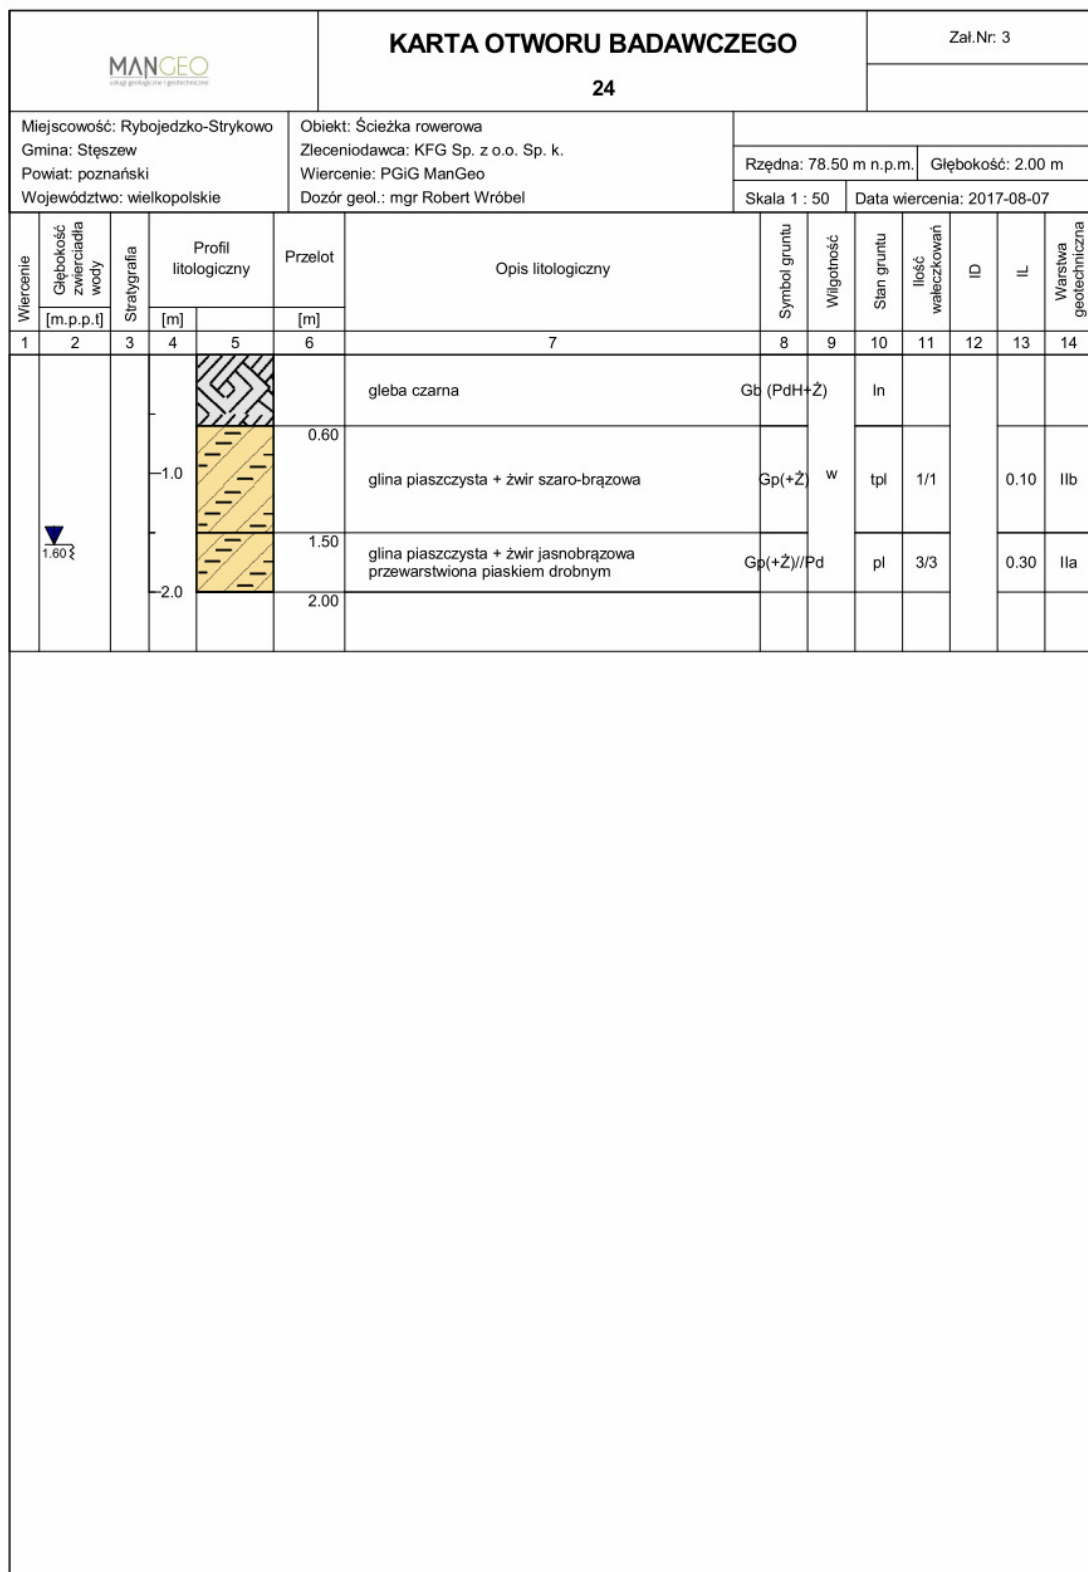 MANGEO
usługi geologiczne i geotechniczne
KARTA OTWORU BADAWCZEGO
24
Zał.Nr: 3
Miejscowość: Rybojedzko-Strykowo
Gmina: Stęszew
Powiat: poznański
Województwo: wielkopolskie
Obiekt: Ścieżka rowerowa
Zleceniodawca: KFG Sp. z o.o. Sp. k.
Wiercenie: PGiG ManGeo
Dozór geol.: mgr Robert Wróbel
Rzędna: 78.50 m n.p.m. Głębokość: 2.00 m
Skala 1 : 50 Data wiercenia: 2017-08-07
Wiercenie
Głębokość
zwierciadła
wody
[m.p.p.t]
Stratygrafia
Profil
litologiczny
[m]
Przelot
[m]
Opis litologiczny
Symbol gruntu
Wilgotność
Stan gruntu
Ilość
wałeczkowań
ID
IL
Warstwa
geotechniczna
1 2 3 4 5 6 7 8 9 10 11 12 13 14
gleba czarna Gb (PdH+Ż) ln
0.60
1.0 glina piaszczysta + żwir szaro-brązowa Gp(+Ż) w tpl 1/1 0.10 IIb
1.50
1.60
glina piaszczysta + żwir jasnobrązowa
przewarstwiona piaskiem drobnym
Gp(+Ż)//Pd pl 3/3 0.30 IIa
2.0
2.00